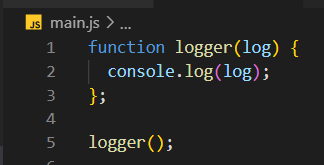 JS main.js > ...
1 function logger(log) {
2   console.log(log);
3 };
4
5 logger();